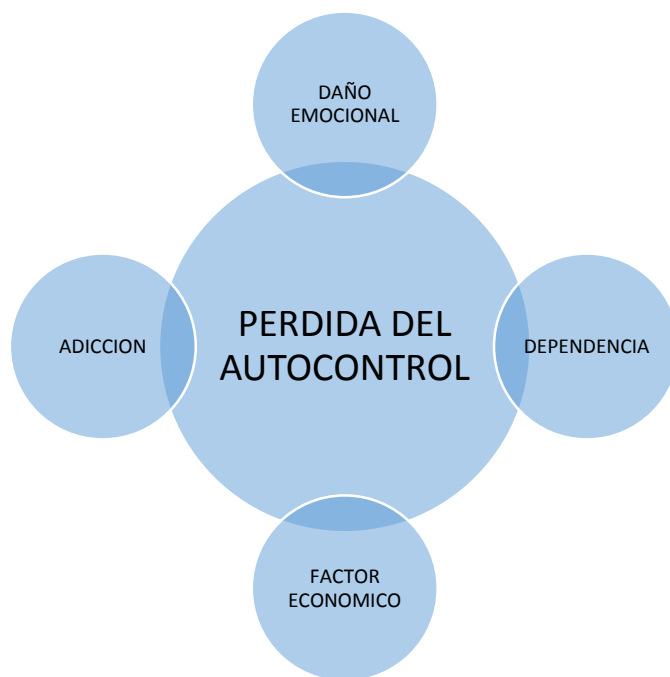 DAÑO
EMOCIONAL
PERDIDA DEL
AUTOCONTROL
ADICCION
DEPENDENCIA
FACTOR
ECONOMICO